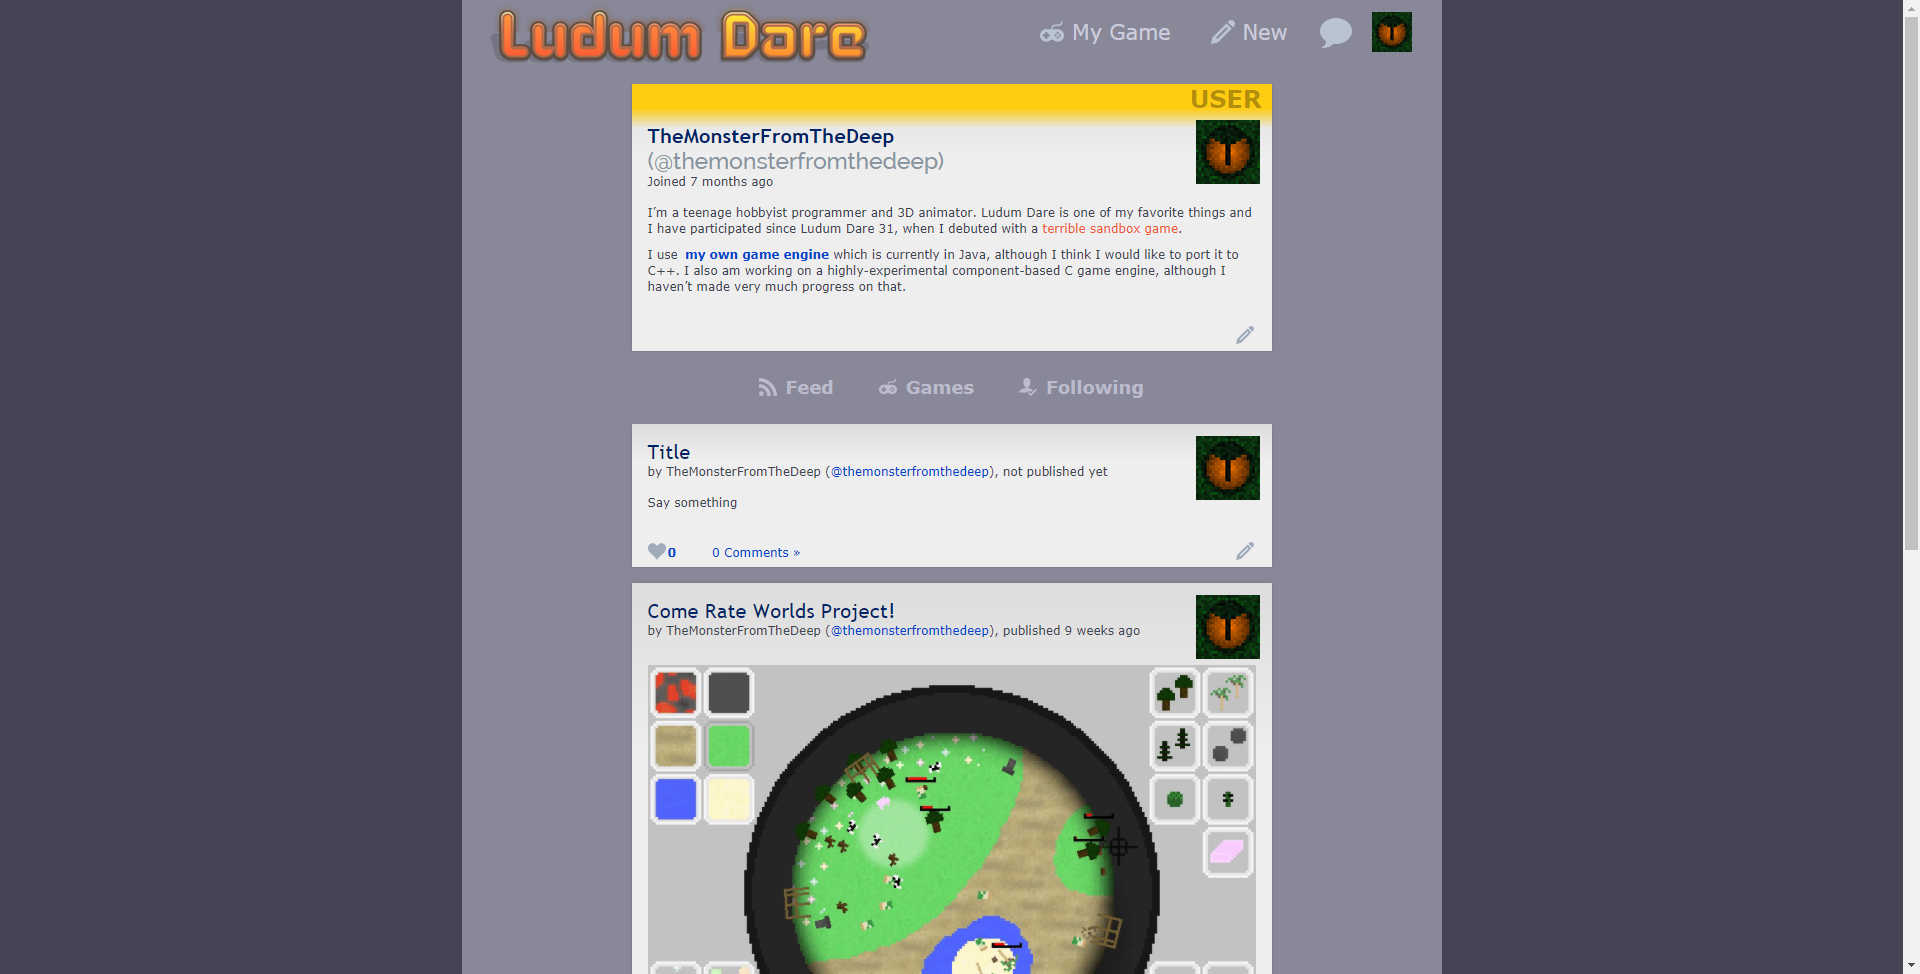 Ludum Dare
My Game
New
USER
TheMonsterFromTheDeep
(@themonsterfromthedeep)
Joined 7 months ago
I'm a teenage hobbyist programmer and 3D animator. Ludum Dare is one of my favorite things and
I have participated since Ludum Dare 31, when I debuted with a terrible sandbox game.
I use my own game engine which is currently in Java, although I think I would like to port it to
C++. I also am working on a highly-experimental component-based C game engine, although I
haven't made very much progress on that.
Feed
Games
Following
Title
by TheMonsterFromTheDeep (@themonsterfromthedeep), not published yet
Say something
0
0 Comments »
Come Rate Worlds Project!
by TheMonsterFromTheDeep (@themonsterfromthedeep), published 9 weeks ago